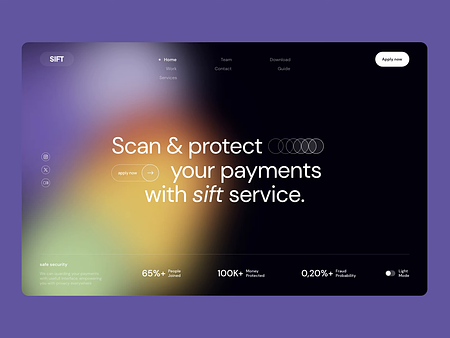 SIFT
Home
Work
Services
Team
Contact
Download
Guide
Apply now
Scan & protect
apply now
your payments
with sift service.
safe security
65%+ People
Joined
100K+ Money
Protected
0,20%+ Fraud
Probability
Light
Mode